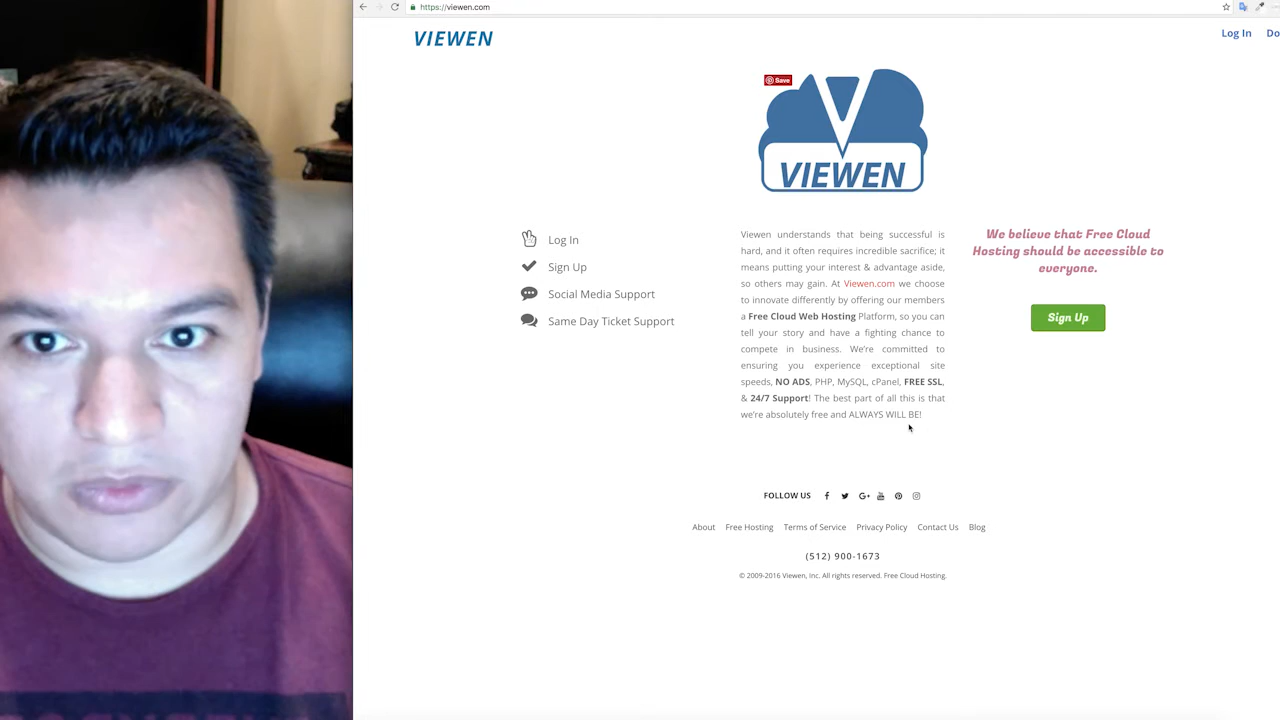 https://viewen.com
VIEWEN
Log In
Do
Save
V
VIEWEN
Log In
Sign Up
Social Media Support
Same Day Ticket Support
Viewen understands that being successful is
hard, and it often requires incredible sacrifice; it
means putting your interest & advantage aside,
so others may gain. At Viewen.com we choose
to innovate differently by offering our members
a Free Cloud Web Hosting Platform, so you can
tell your story and have a fighting chance to
compete in business. We're committed to
ensuring you experience exceptional site
speeds, NO ADS, PHP, MySQL, cPanel, FREE SSL,
& 24/7 Support! The best part of all this is that
we're absolutely free and ALWAYS WILL BE!
We believe that Free Cloud
Hosting should be accessible to
everyone.
Sign Up
FOLLOW US
About Free Hosting Terms of Service Privacy Policy Contact Us Blog
(512) 900-1673
© 2009-2016 Viewen, Inc. All rights reserved. Free Cloud Hosting.